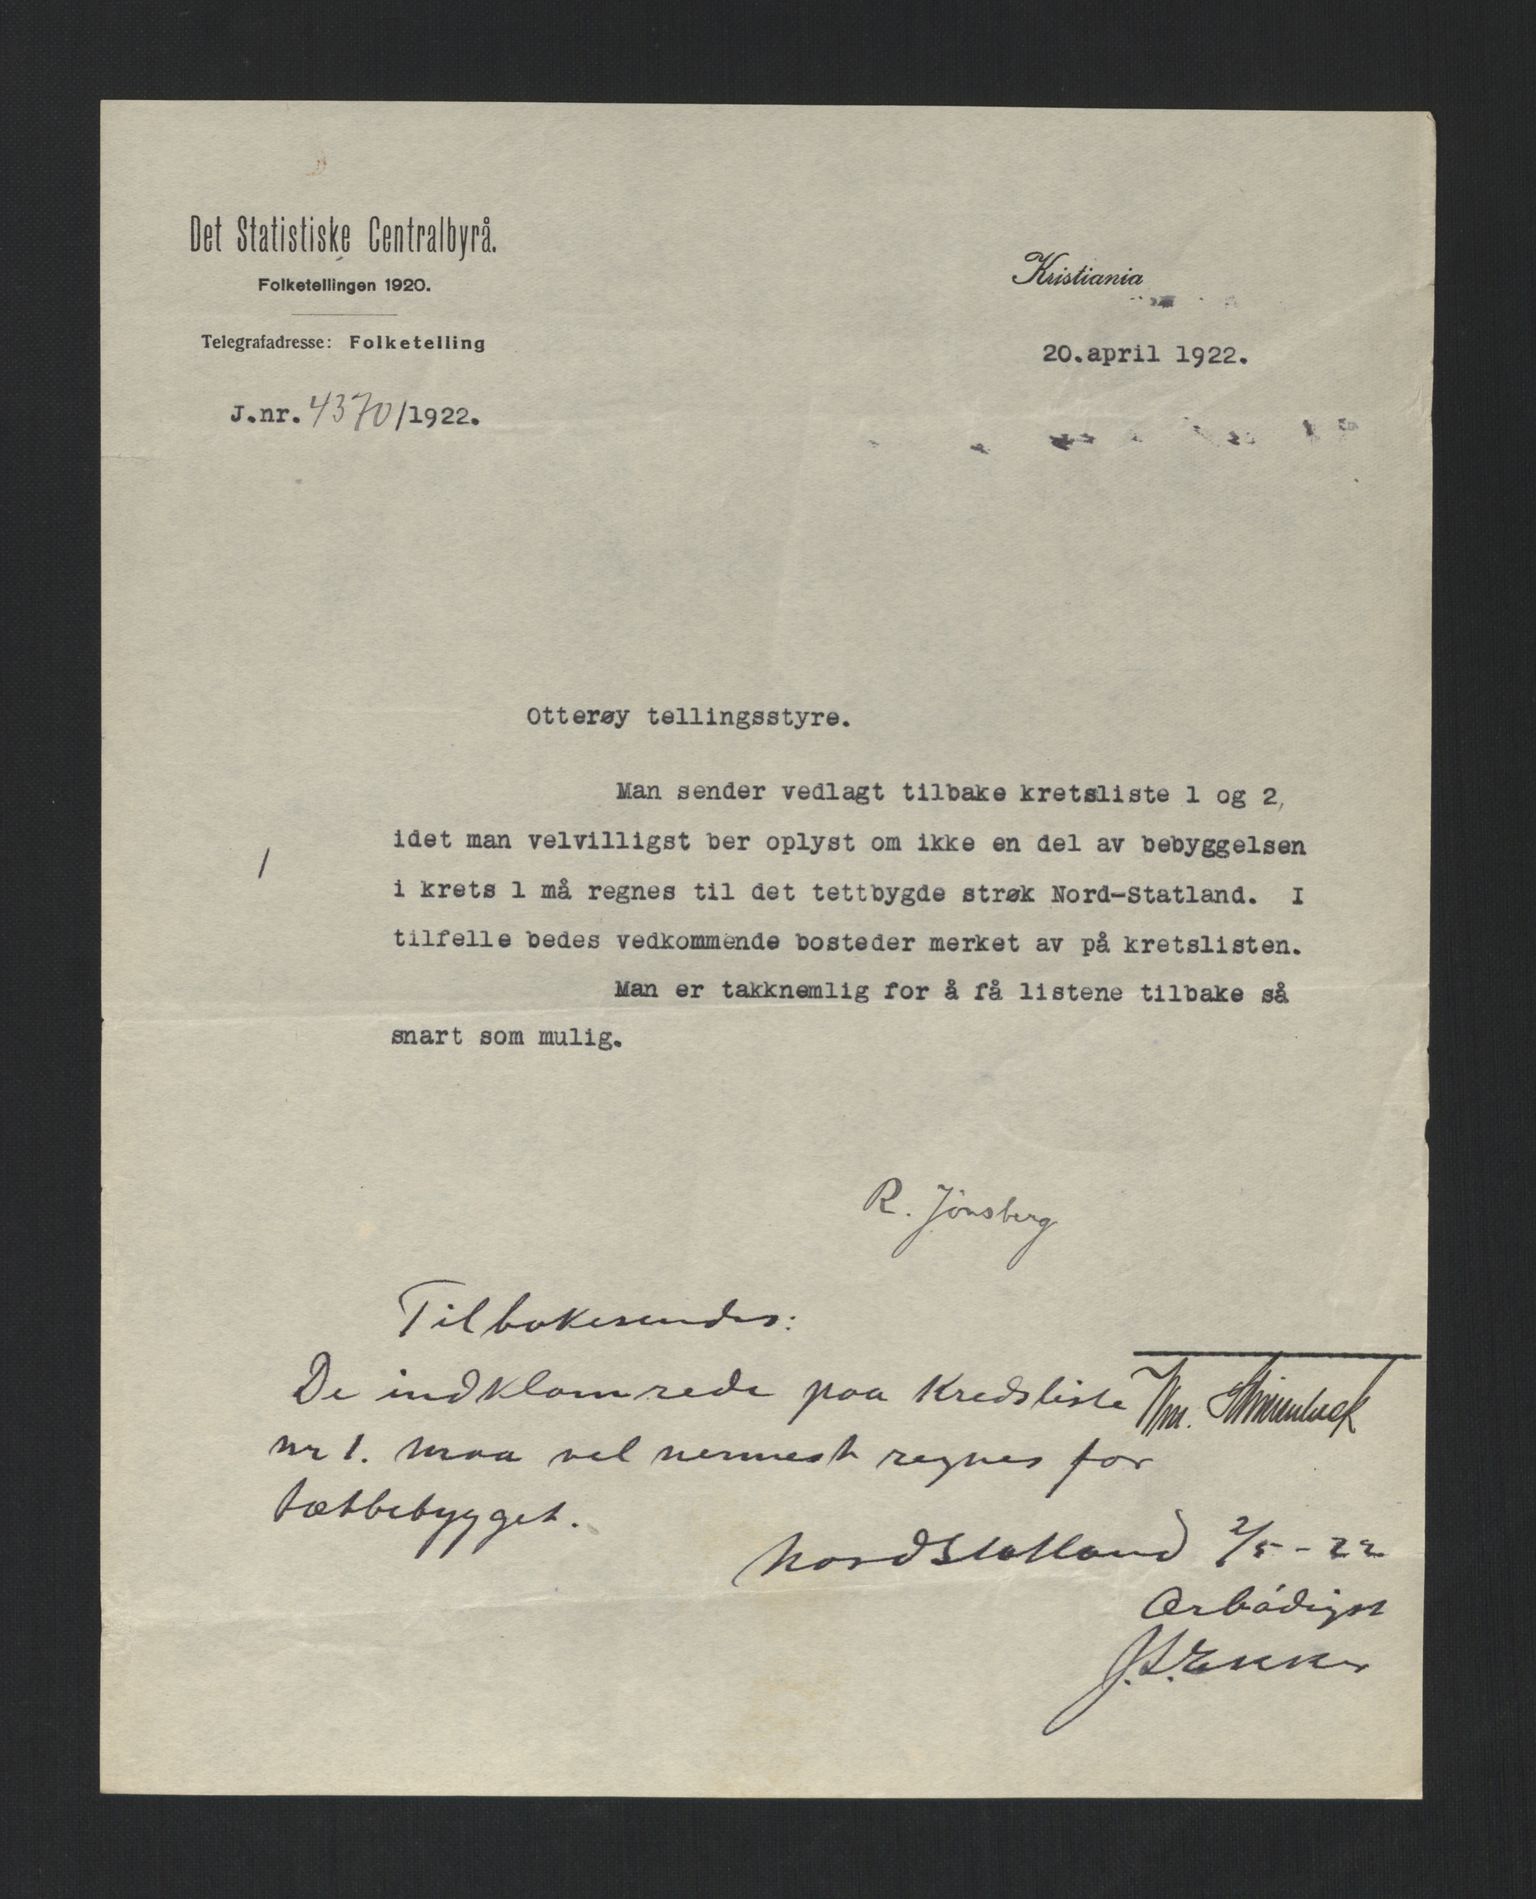 Det Statistiske Centralbyrå.
Folketellingen 1920.
Telegrafadresse: Folketelling
J.nr. 4370/1922.
Kristiania
20.april 1922.
Otterøy tellingsstyre.
Man sender vedlagt tilbake kretsliste 1 og 2,
idet man velvilligst ber oplyst om ikke en del av bebyggelsen
i krets 1 må regnes til det tettbygde strøk Nord-Statland. I
tilfelle bedes vedkommende bosteder merket av på kretslisten.
Man er takknemlig for å få listene tilbake så
snart som mulig.
R. Jönsberg
Tilbakesendes:
De indklamrede paa Kredsliste
nr 1. maa vel nermest regnes for
tætbebygget.
Nordstatland 2/5 - 22
Ærbödigst
J.S.Ekker